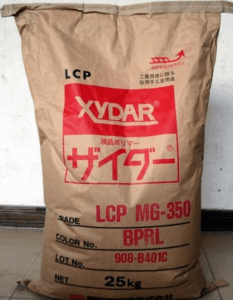 LCP
XYDAR®
液晶ポリマー
ザイダー®
GRADE LCP MG-350
COLOR No. BPRL
LOT No. 908-B401C
NET 25kg